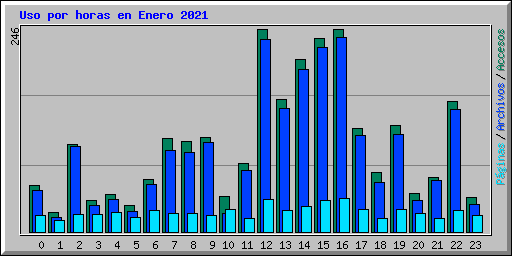 Uso por horas en Enero 2021
246
Páginas / Archivos / Accesos
0 1 2 3 4 5 6 7 8 9 10 11 12 13 14 15 16 17 18 19 20 21 22 23